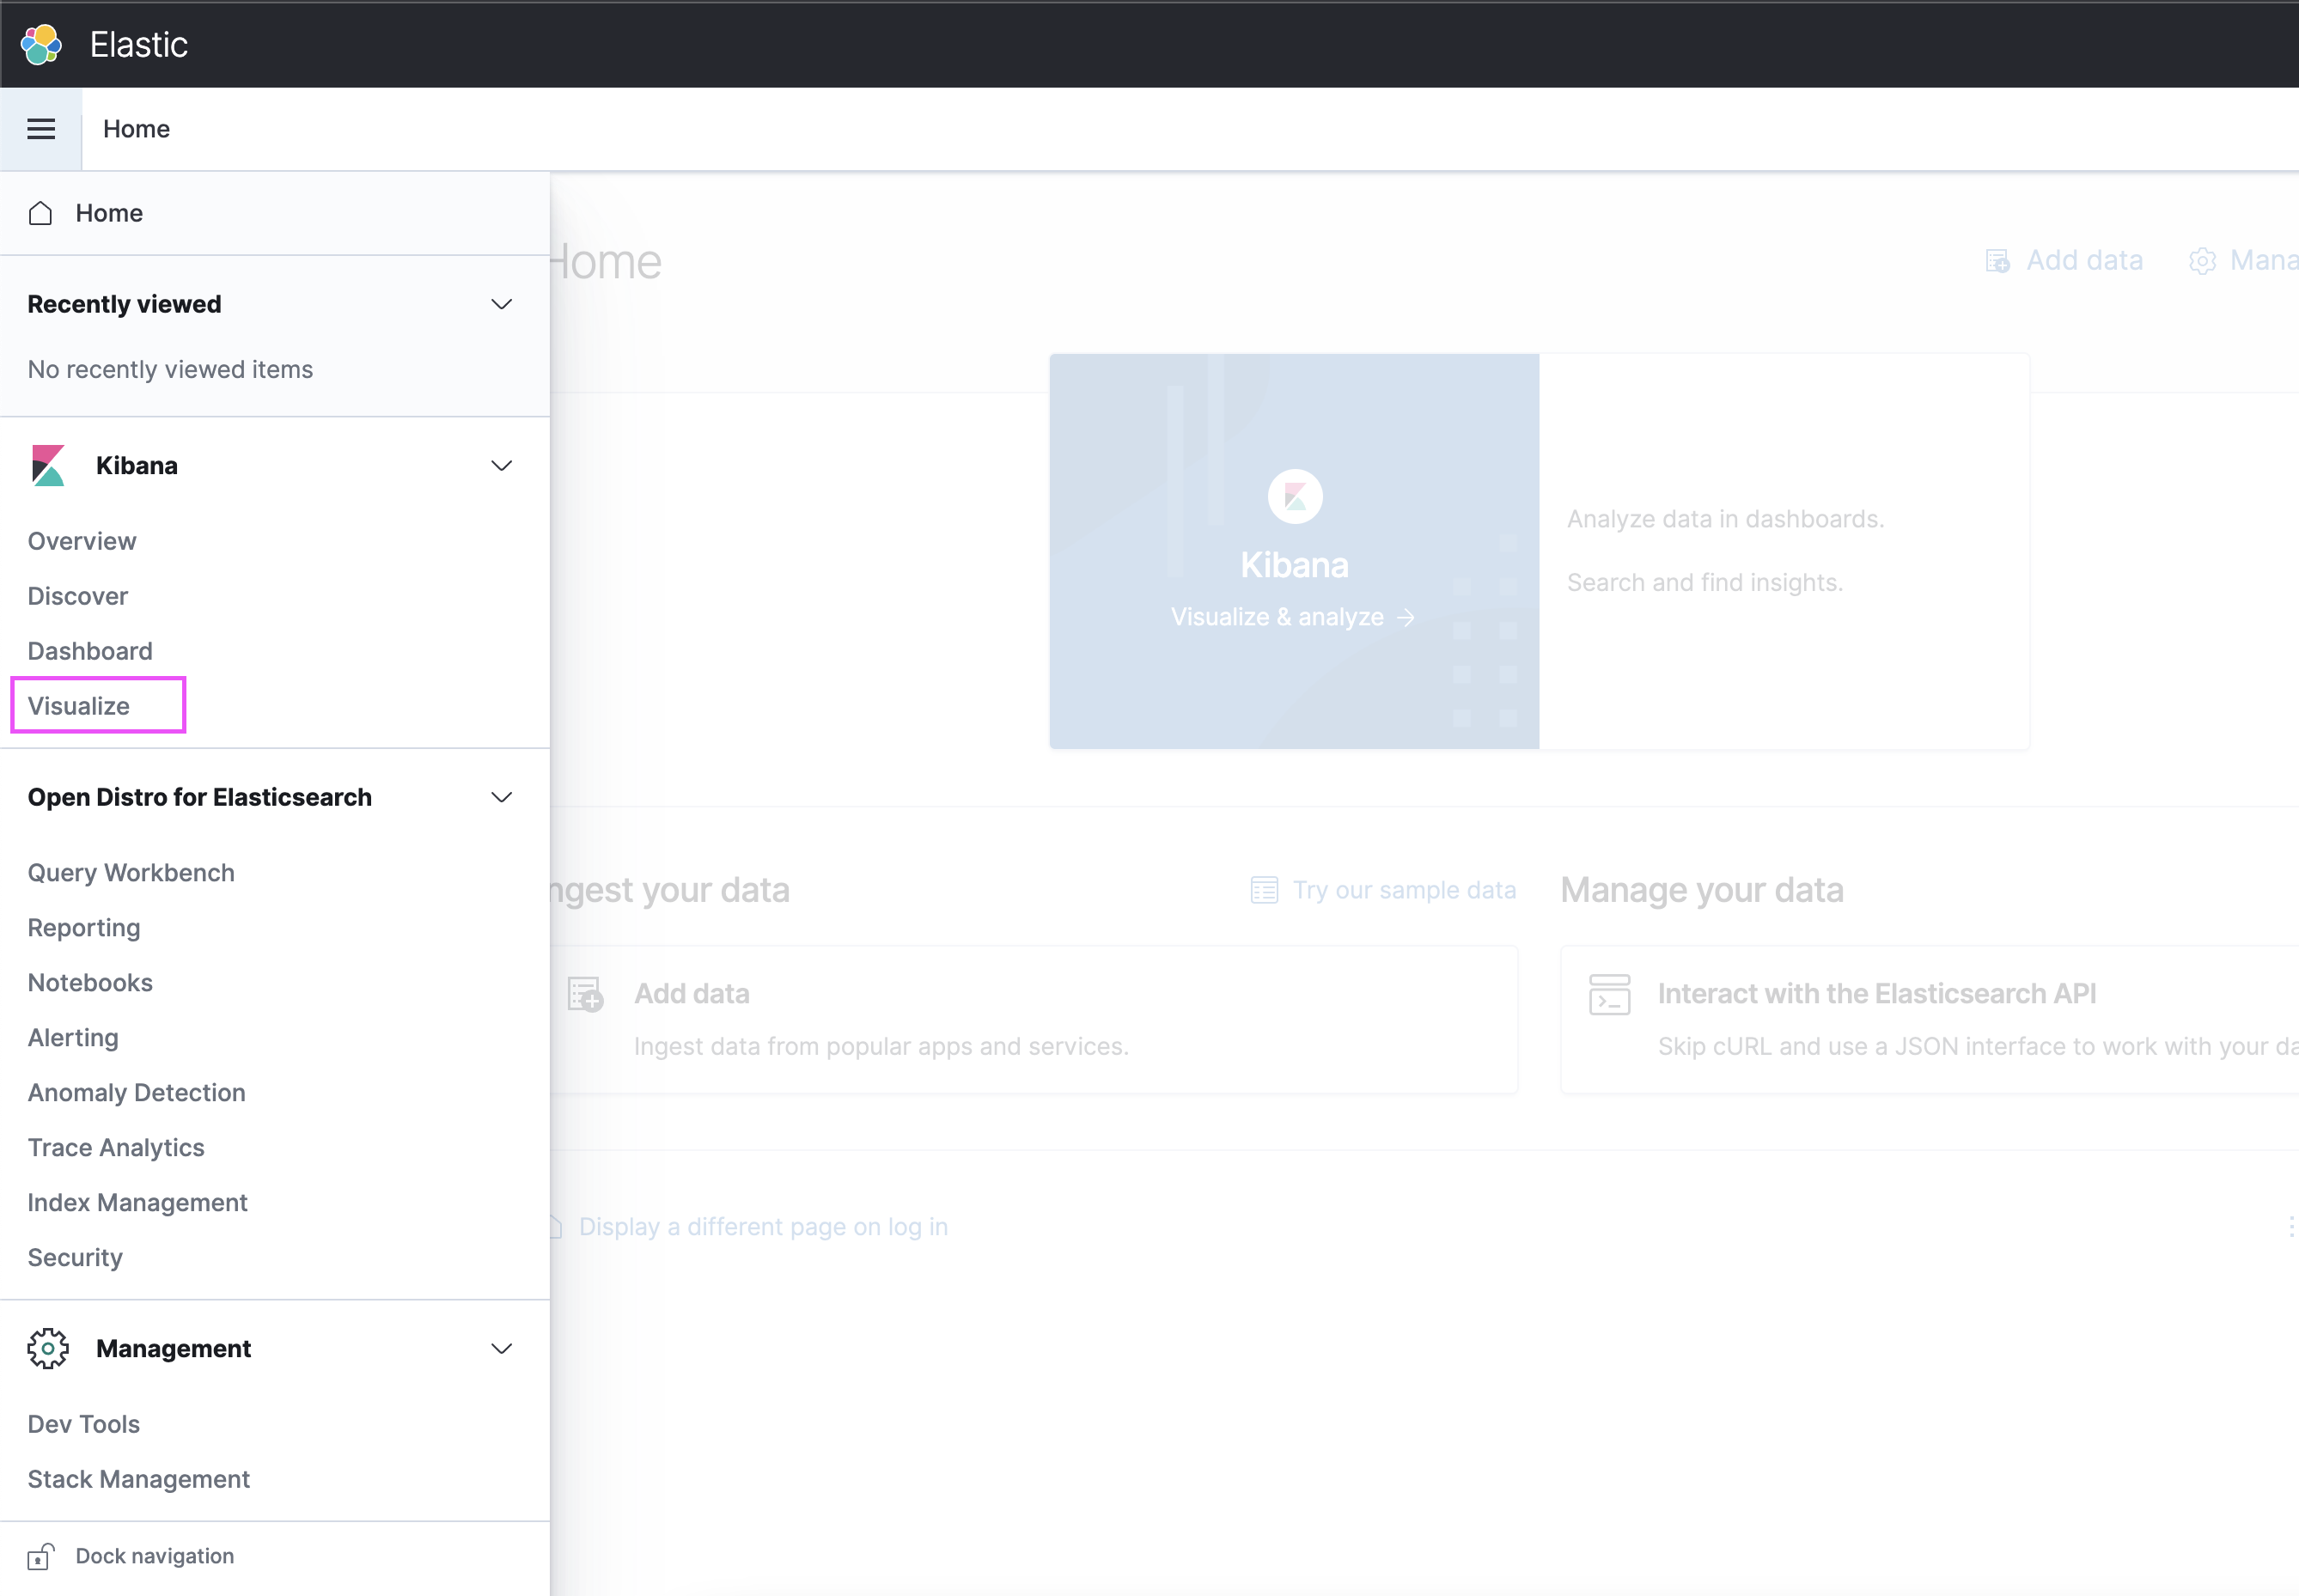 Elastic
Home
Home
Recently viewed
No recently viewed items
Kibana
Overview
Discover
Dashboard
Visualize
Open Distro for Elasticsearch
Query Workbench
Reporting
Notebooks
Alerting
Anomaly Detection
Trace Analytics
Index Management
Security
Management
Dev Tools
Stack Management
Dock navigation
Home
Add data
Mana
Kibana
Visualize & analyze →
Analyze data in dashboards.
Search and find insights.
ngest your data
Try our sample data
Add data
Ingest data from popular apps and services.
Manage your data
Interact with the Elasticsearch API
Skip cURL and use a JSON interface to work with your da
Display a different page on log in